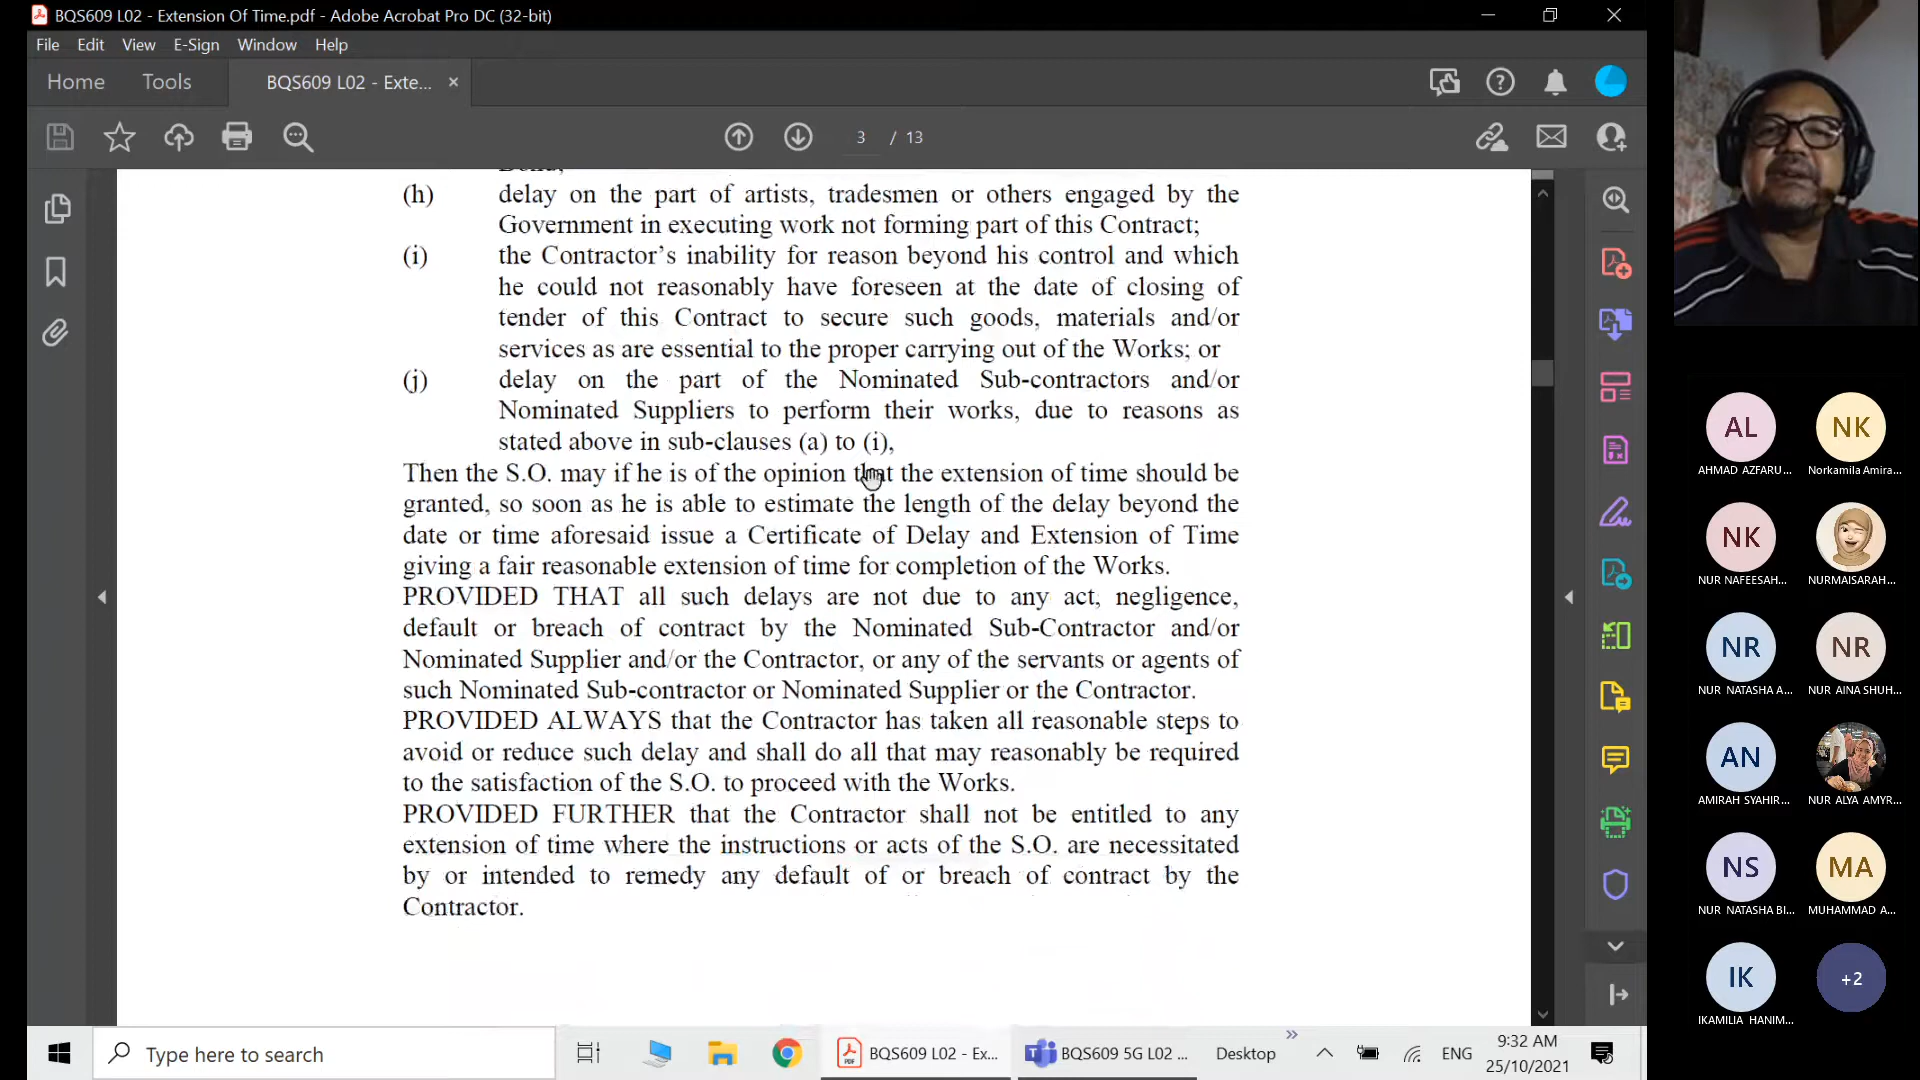 BQS609 L02 - Extension Of Time.pdf - Adobe Acrobat Pro DC (32-bit)
File Edit View E-Sign Window Help
Home Tools BQS609 L02 - Exte... ×
3 / 13
(h) delay on the part of artists, tradesmen or others engaged by the
Government in executing work not forming part of this Contract;
(i) the Contractor's inability for reason beyond his control and which
he could not reasonably have foreseen at the date of closing of
tender of this Contract to secure such goods, materials and/or
services as are essential to the proper carrying out of the Works; or
(j) delay on the part of the Nominated Sub-contractors and/or
Nominated Suppliers to perform their works, due to reasons as
stated above in sub-clauses (a) to (i),
Then the S.O. may if he is of the opinion that the extension of time should be
granted, so soon as he is able to estimate the length of the delay beyond the
date or time aforesaid issue a Certificate of Delay and Extension of Time
giving a fair reasonable extension of time for completion of the Works.
PROVIDED THAT all such delays are not due to any act, negligence,
default or breach of contract by the Nominated Sub-Contractor and/or
Nominated Supplier and/or the Contractor, or any of the servants or agents of
such Nominated Sub-contractor or Nominated Supplier or the Contractor.
PROVIDED ALWAYS that the Contractor has taken all reasonable steps to
avoid or reduce such delay and shall do all that may reasonably be required
to the satisfaction of the S.O. to proceed with the Works.
PROVIDED FURTHER that the Contractor shall not be entitled to any
extension of time where the instructions or acts of the S.O. are necessitated
by or intended to remedy any default of or breach of contract by the
Contractor.
AL NK
AHMAD AZFARU... Norkamila Amira...
NK
NUR NAFEESAH... NURMAISARAH...
NR NR
NUR NATASHA A... NUR AINA SHUH...
AN
AMIRAH SYAHIR... NUR ALYA AMYR...
NS MA
NUR NATASHA BI... MUHAMMAD A...
IK +2
IKAMILIA HANIM...
Type here to search
BQS609 L02 - Ex... BQS609 5G L02 ... Desktop ENG
9:32 AM
25/10/2021